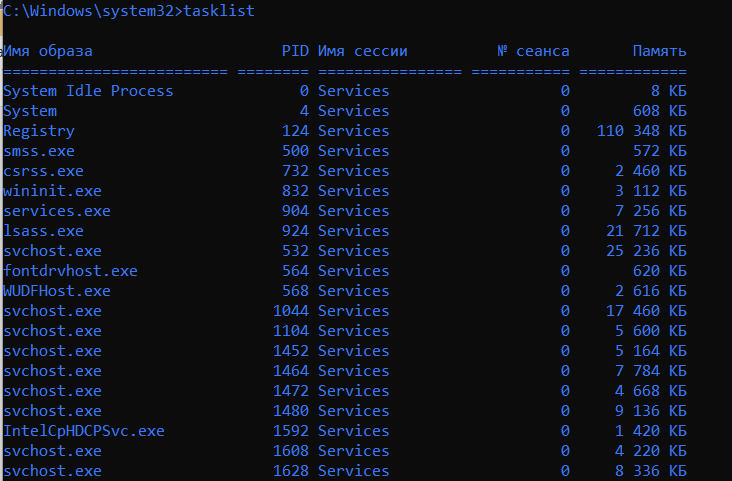 C:\Windows\system32>tasklist
Имя образа PID Имя сессии № сеанса Память
========================= ======== ================ =========== ============
System Idle Process 0 Services 0 8 КБ
System 4 Services 0 608 КБ
Registry 124 Services 0 110 348 КБ
smss.exe 500 Services 0 572 КБ
csrss.exe 732 Services 0 2 460 КБ
wininit.exe 832 Services 0 3 112 КБ
services.exe 904 Services 0 7 256 КБ
lsass.exe 924 Services 0 21 712 КБ
svchost.exe 532 Services 0 25 236 КБ
fontdrvhost.exe 564 Services 0 620 КБ
WUDFHost.exe 568 Services 0 2 616 КБ
svchost.exe 1044 Services 0 17 460 КБ
svchost.exe 1104 Services 0 5 600 КБ
svchost.exe 1452 Services 0 5 164 КБ
svchost.exe 1464 Services 0 7 784 КБ
svchost.exe 1472 Services 0 4 668 КБ
svchost.exe 1480 Services 0 9 136 КБ
IntelCpHDCPSvc.exe 1592 Services 0 1 420 КБ
svchost.exe 1608 Services 0 4 220 КБ
svchost.exe 1628 Services 0 8 336 КБ